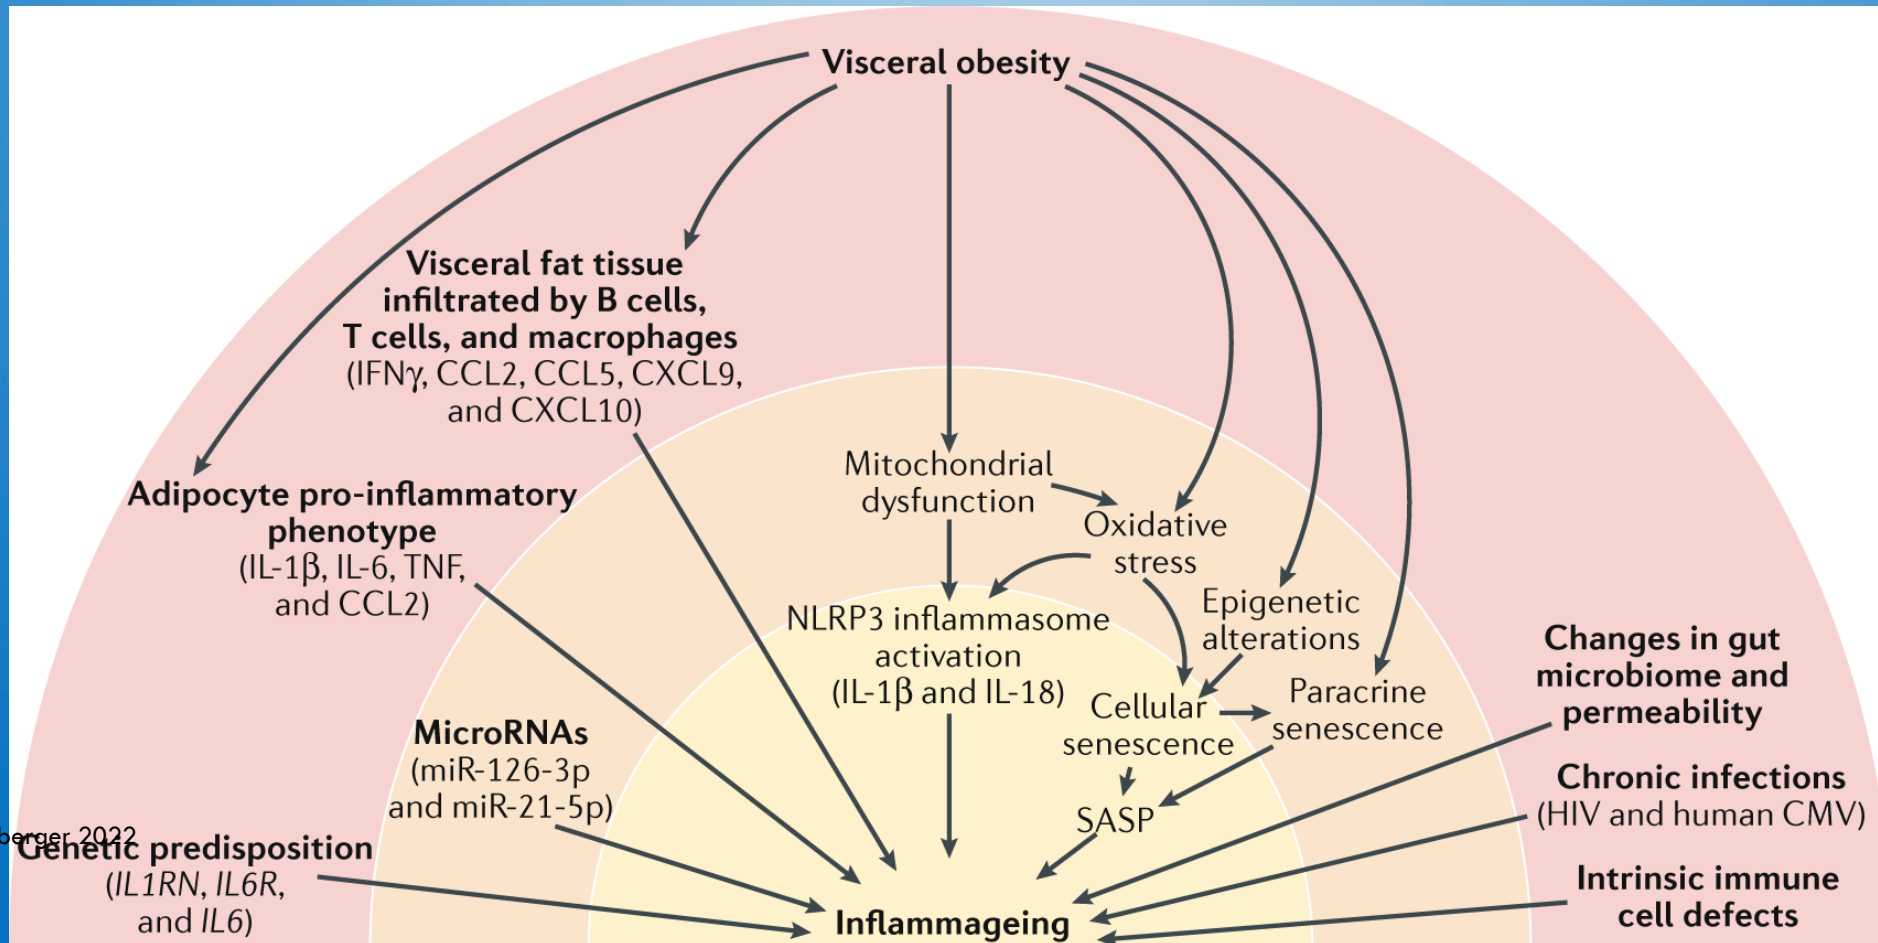 Visceral obesity
Visceral fat tissue
infiltrated by B cells,
T cells, and macrophages
(IFNγ, CCL2, CCL5, CXCL9,
and CXCL10)
Adipocyte pro-inflammatory
phenotype
(IL-1β, IL-6, TNF,
and CCL2)
Mitochondrial
dysfunction
Oxidative
stress
Epigenetic
alterations
NLRP3 inflammasome
activation
(IL-1β and IL-18)
Cellular
senescence
Paracrine
senescence
SASP
Changes in gut
microbiome and
permeability
MicroRNAs
(miR-126-3p
and miR-21-5p)
Chronic infections
(HIV and human CMV)
berger 2022
Genetic predisposition
(IL1RN, IL6R,
and IL6)
Intrinsic immune
cell defects
Inflammageing